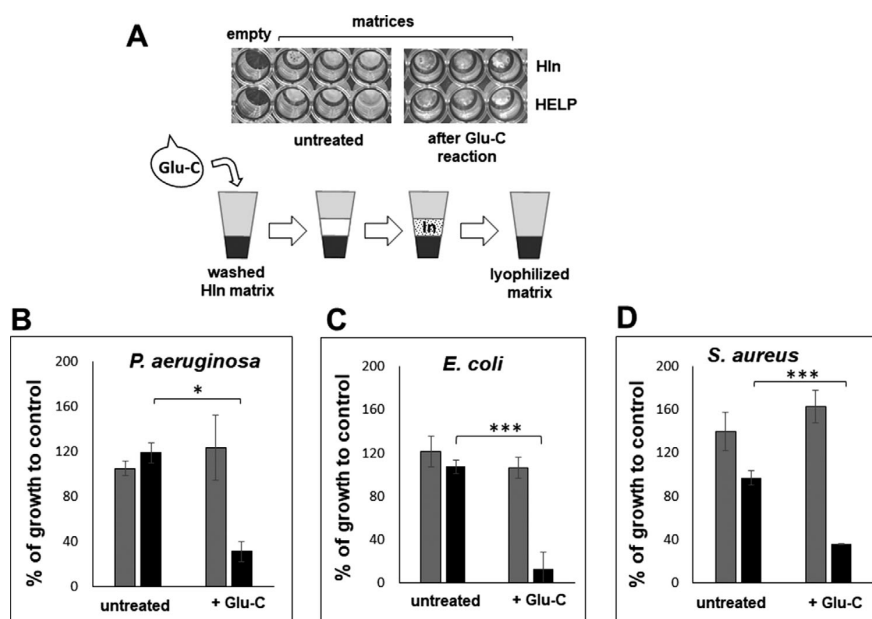 A
empty
matrices
HIn
HELP
untreated
after Glu-C
reaction
Glu-C
In
washed
HIn matrix
lyophilized
matrix
B
% of growth to control
200
160
120
80
40
0
P. aeruginosa
*
untreated
+ Glu-C
C
% of growth to control
200
160
120
80
40
0
E. coli
***
untreated
+ Glu-C
D
% of growth to control
200
160
120
80
40
0
S. aureus
***
untreated
+ Glu-C